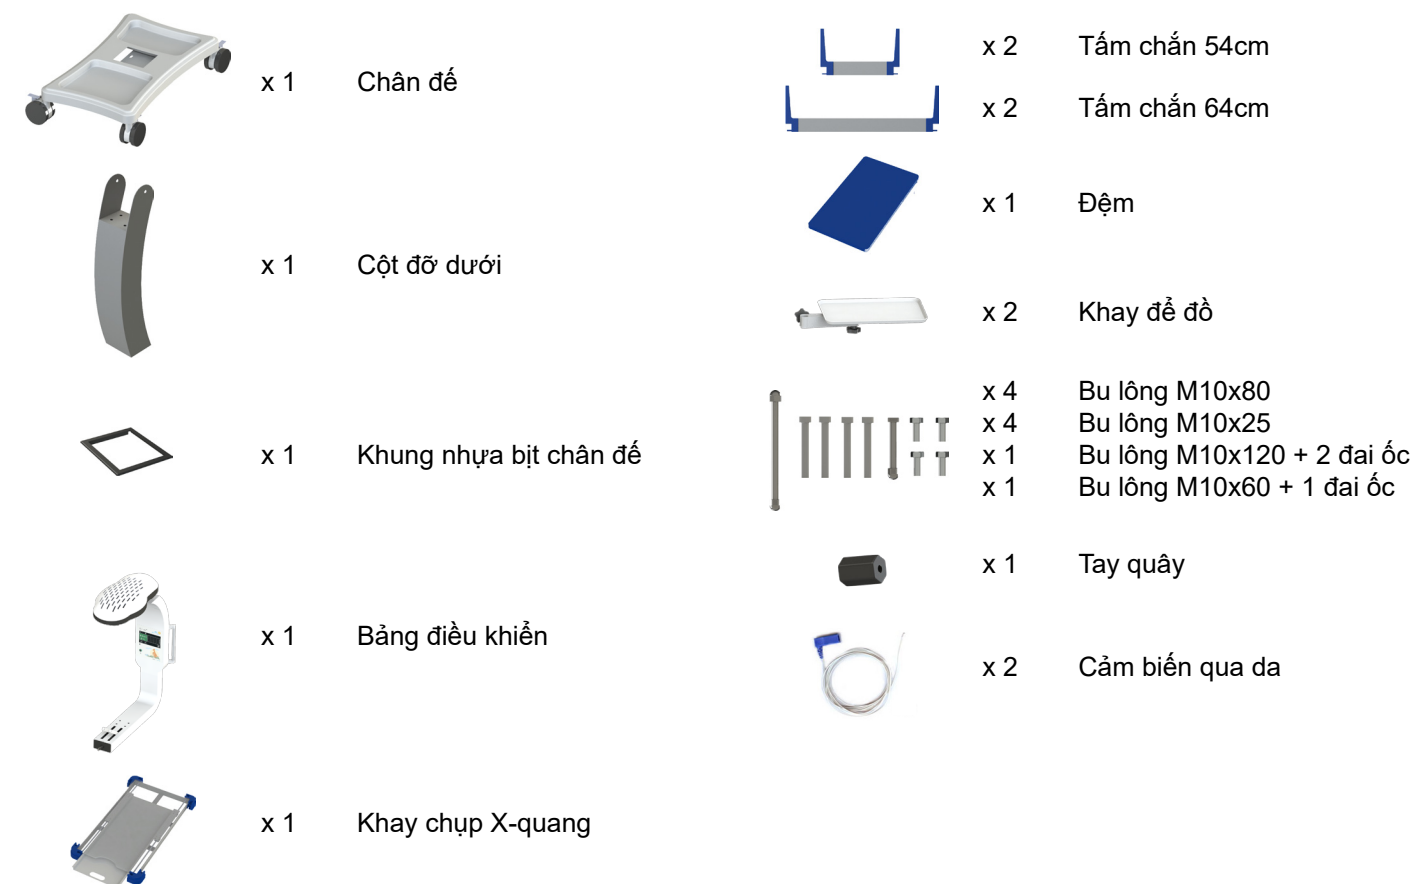 x 1 Chân đế
x 1 Cột đỡ dưới
x 1 Khung nhựa bịt chân đế
x 1 Bảng điều khiển
x 1 Khay chụp X-quang
x 2 Tấm chắn 54cm
x 2 Tấm chắn 64cm
x 1 Đệm
x 2 Khay để đồ
x 4 Bu lông M10x80
x 4 Bu lông M10x25
x 1 Bu lông M10x120 + 2 đai ốc
x 1 Bu lông M10x60 + 1 đai ốc
x 1 Tay quây
x 2 Cảm biến qua da